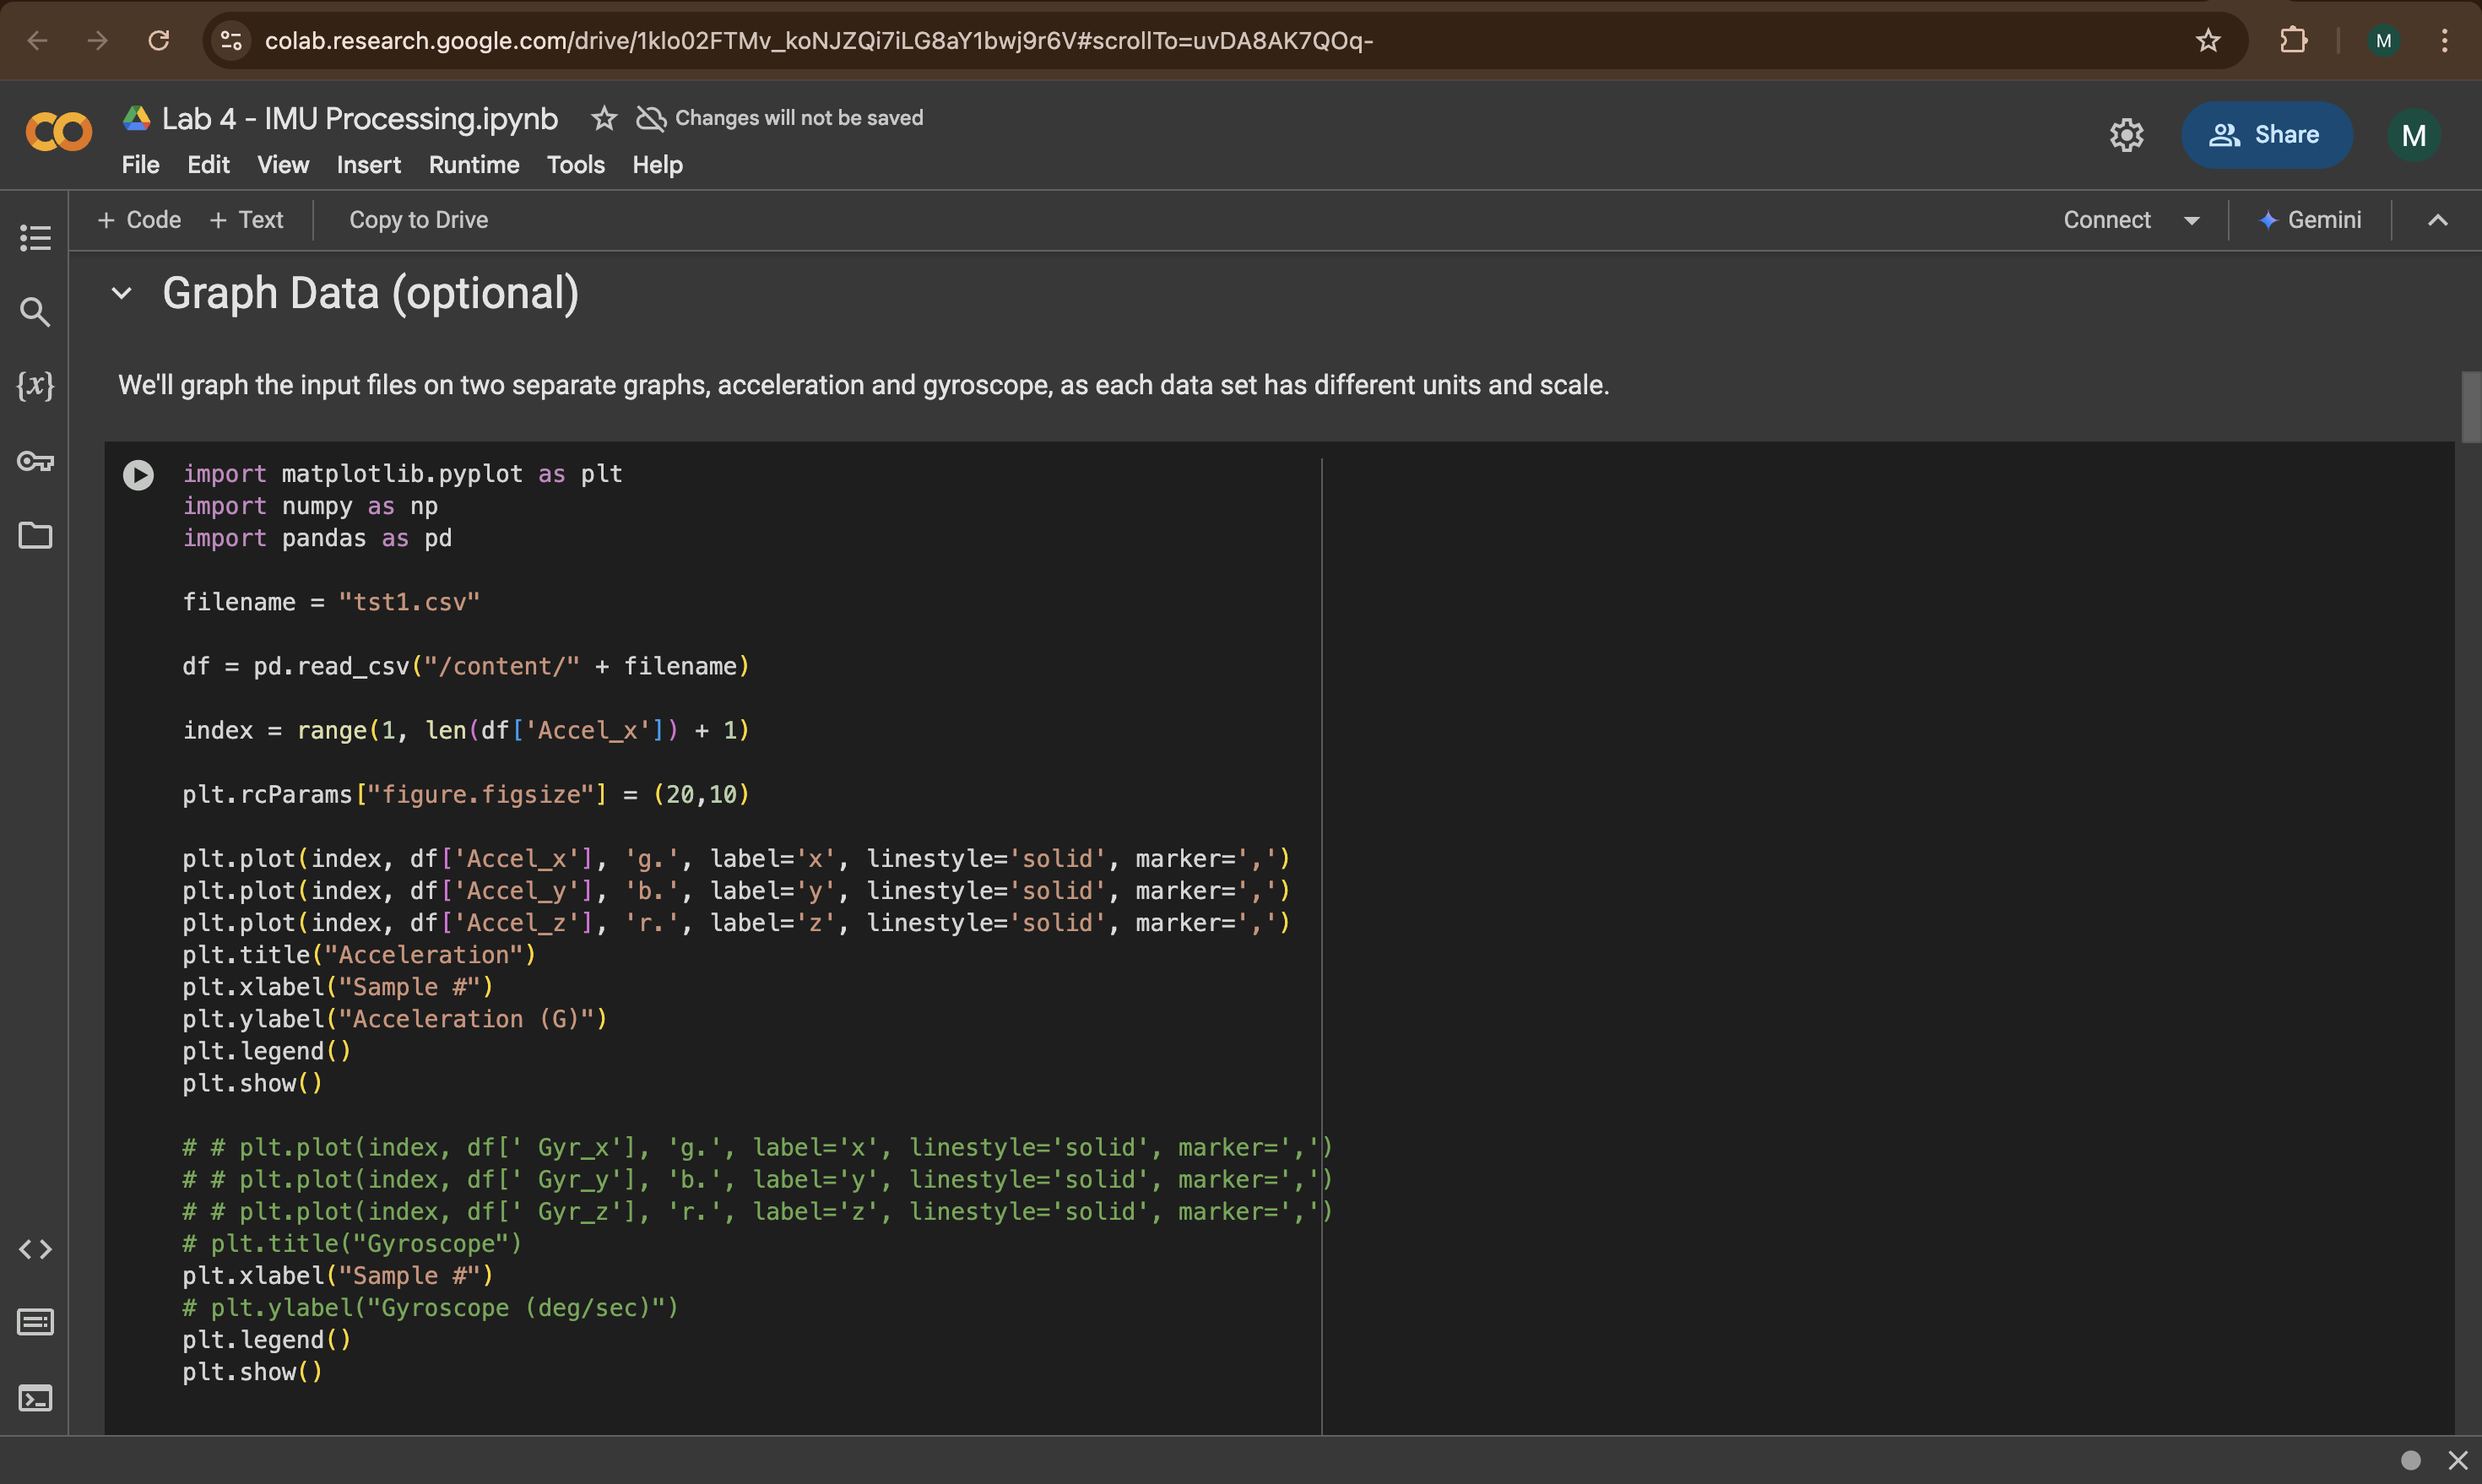 colab.research.google.com/drive/1klo02FTMv_koNJZQi7iLG8aY1bwj9r6V#scrollTo=uvDA8AK7QOq-
M
Lab 4 - IMU Processing.ipynb
Changes will not be saved
File Edit View Insert Runtime Tools Help
Share
M
+ Code + Text Copy to Drive
Connect Gemini
Graph Data (optional)
We'll graph the input files on two separate graphs, acceleration and gyroscope, as each data set has different units and scale.
{x}
import matplotlib.pyplot as plt
import numpy as np
import pandas as pd
filename = "tst1.csv"
df = pd.read_csv("/content/" + filename)
index = range(1, len(df['Accel_x']) + 1)
plt.rcParams["figure.figsize"] = (20,10)
plt.plot(index, df['Accel_x'], 'g.', label='x', linestyle='solid', marker=',')
plt.plot(index, df['Accel_y'], 'b.', label='y', linestyle='solid', marker=',')
plt.plot(index, df['Accel_z'], 'r.', label='z', linestyle='solid', marker=',')
plt.title("Acceleration")
plt.xlabel("Sample #")
plt.ylabel("Acceleration (G)")
plt.legend()
plt.show()
# # plt.plot(index, df[' Gyr_x'], 'g.', label='x', linestyle='solid', marker=',')
# # plt.plot(index, df[' Gyr_y'], 'b.', label='y', linestyle='solid', marker=',')
# # plt.plot(index, df[' Gyr_z'], 'r.', label='z', linestyle='solid', marker=',')
# plt.title("Gyroscope")
plt.xlabel("Sample #")
# plt.ylabel("Gyroscope (deg/sec)")
plt.legend()
plt.show()